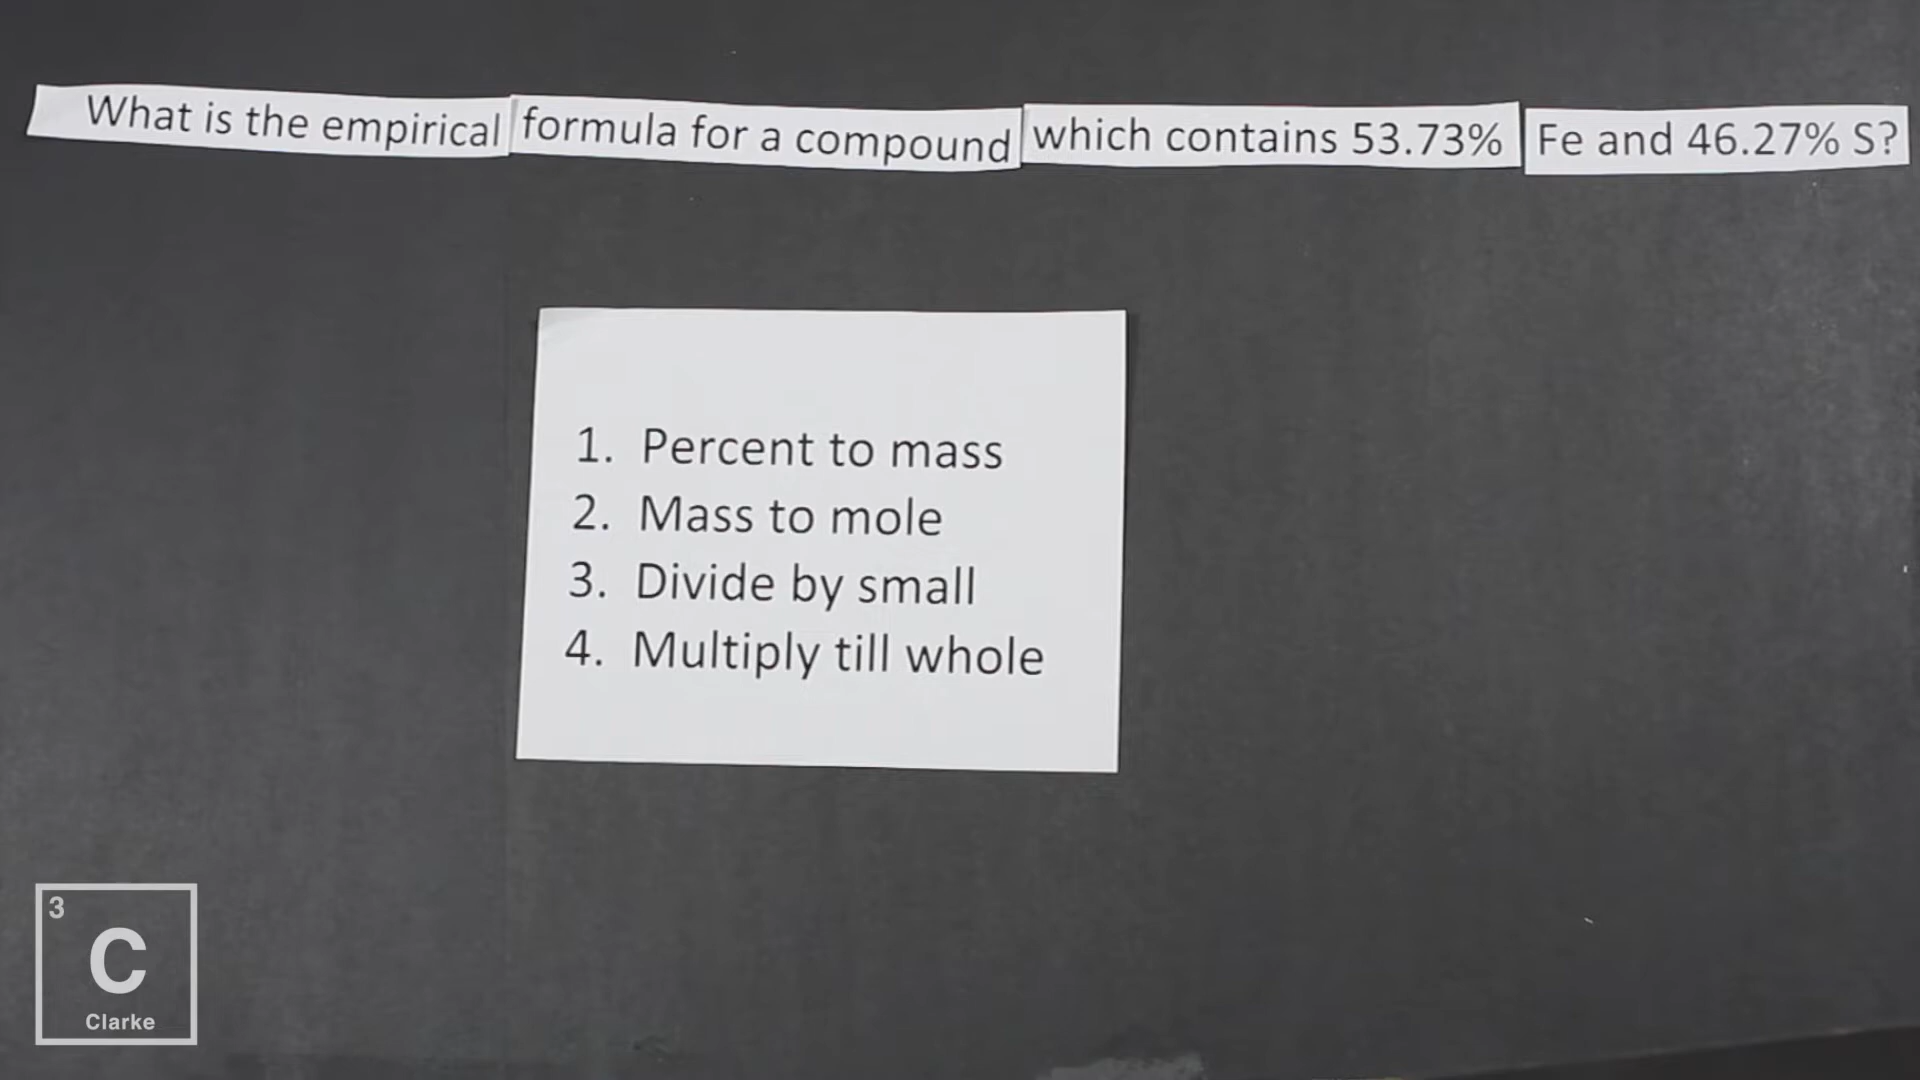 What is the empirical formula for a compound which contains 53.73% Fe and 46.27% S?
1. Percent to mass
2. Mass to mole
3. Divide by small
4. Multiply till whole
3
C
Clarke